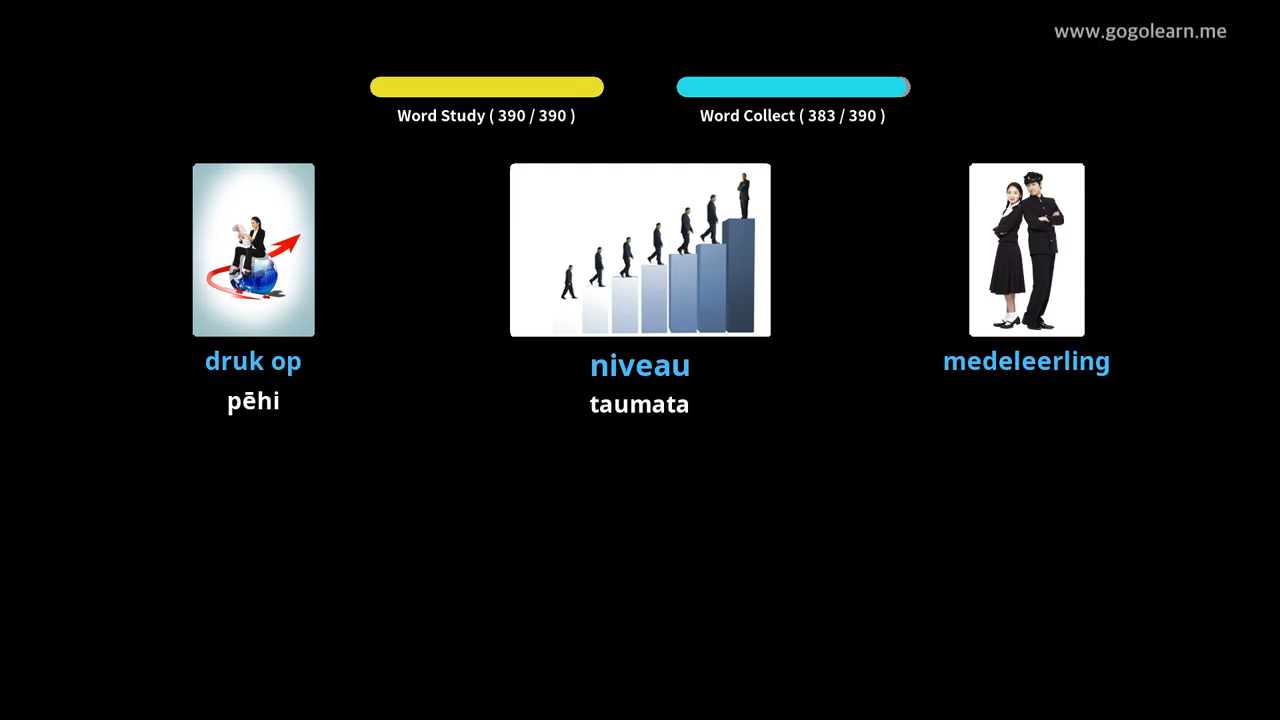 www.gogolearn.me
Word Study ( 390 / 390 )
Word Collect ( 383 / 390 )
druk op
niveau
medeleerling
pēhi
taumata